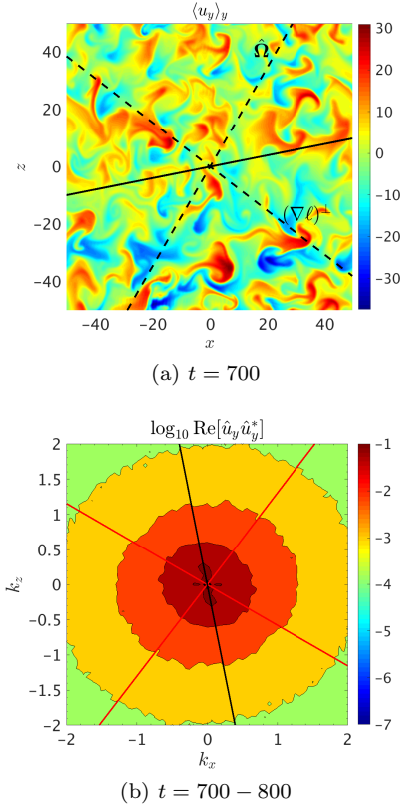 ⟨u_y⟩_y
Ω̂
(∇ℓ)^⊥
z
40
20
0
−20
−40
−40 −20 0 20 40
x
30
20
10
0
−10
−20
−30
(a) t = 700
log₁₀ Re[û_y û_y^*]
k_z
2
1.5
1
0.5
0
−0.5
−1
−1.5
−2
−2 −1 0 1 2
k_x
−1
−2
−3
−4
−5
−6
−7
(b) t = 700 − 800